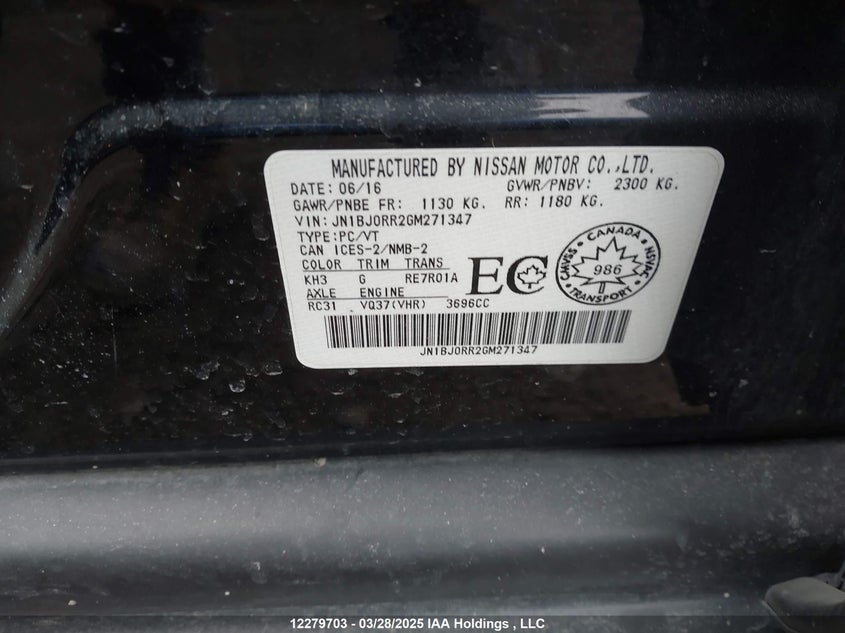 MANUFACTURED BY NISSAN MOTOR CO.,LTD.
DATE: 06/16 GVWR/PNBV: 2300 KG.
GAWR/PNBE FR: 1130 KG. RR: 1180 KG.
VIN: JN1BJ0RR2GM271347
TYPE:PC/VT
CAN ICES-2/NMB-2
COLOR TRIM TRANS
KH3 G RE7R01A
AXLE ENGINE
RC31 VQ37(VHR) 3696CC
EC
CANADA
CMVSS
986
NSVAC
TRANSPORT
JN1BJ0RR2GM271347
12279703 - 03/28/2025 IAA Holdings , LLC